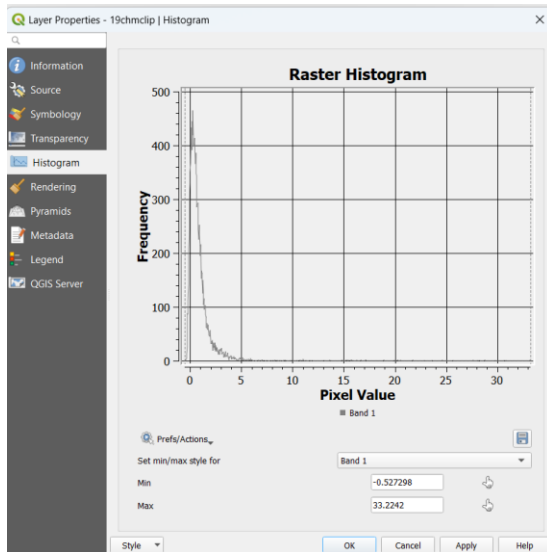 Layer Properties - 19chmclip | Histogram
Information
Source
Symbology
Transparency
Histogram
Rendering
Pyramids
Metadata
Legend
QGIS Server
Raster Histogram
500
400
300
200
100
0
Frequency
0 5 10 15 20 25 30
Pixel Value
Band 1
Prefs/Actions
Set min/max style for Band 1
Min -0.527298
Max 33.2242
Style OK Cancel Apply Help